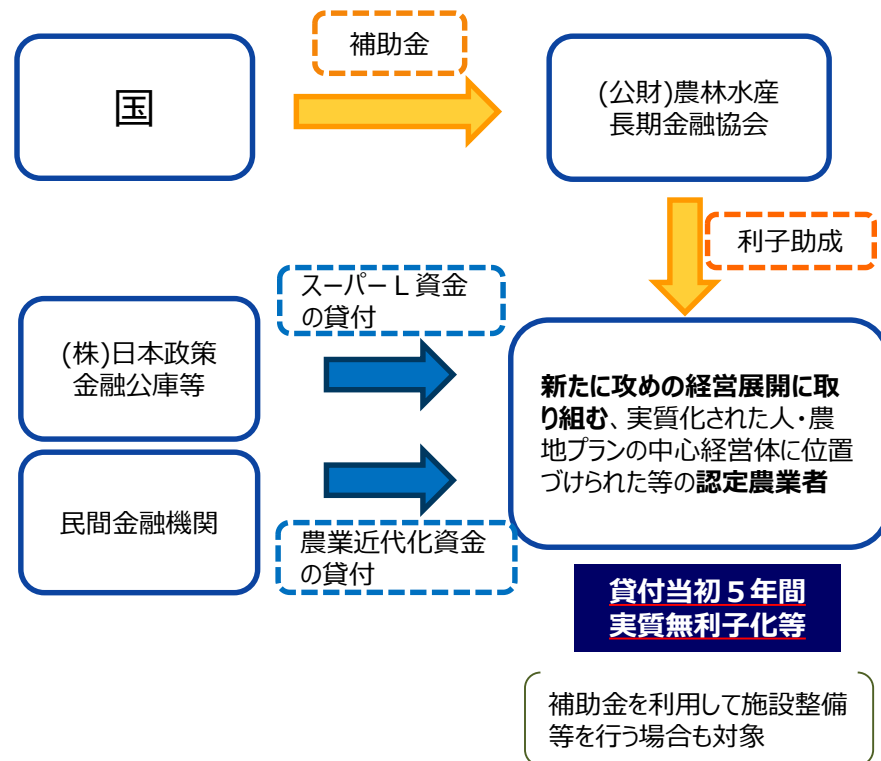 国
補助金
(公財)農林水産
長期金融協会
利子助成
(株)日本政策
金融公庫等
スーパーＬ資金
の貸付
民間金融機関
農業近代化資金
の貸付
新たに攻めの経営展開に取
り組む、実質化された人・農
地プランの中心経営体に位置
づけられた等の認定農業者
貸付当初５年間
実質無利子化等
補助金を利用して施設整備
等を行う場合も対象